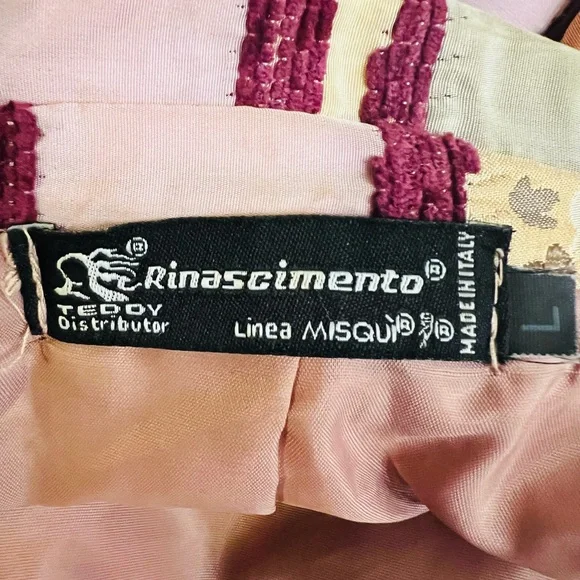 Rinascimento®
TEDDY
Distributor
Linea MISQUI®
®
MADE IN ITALY
L